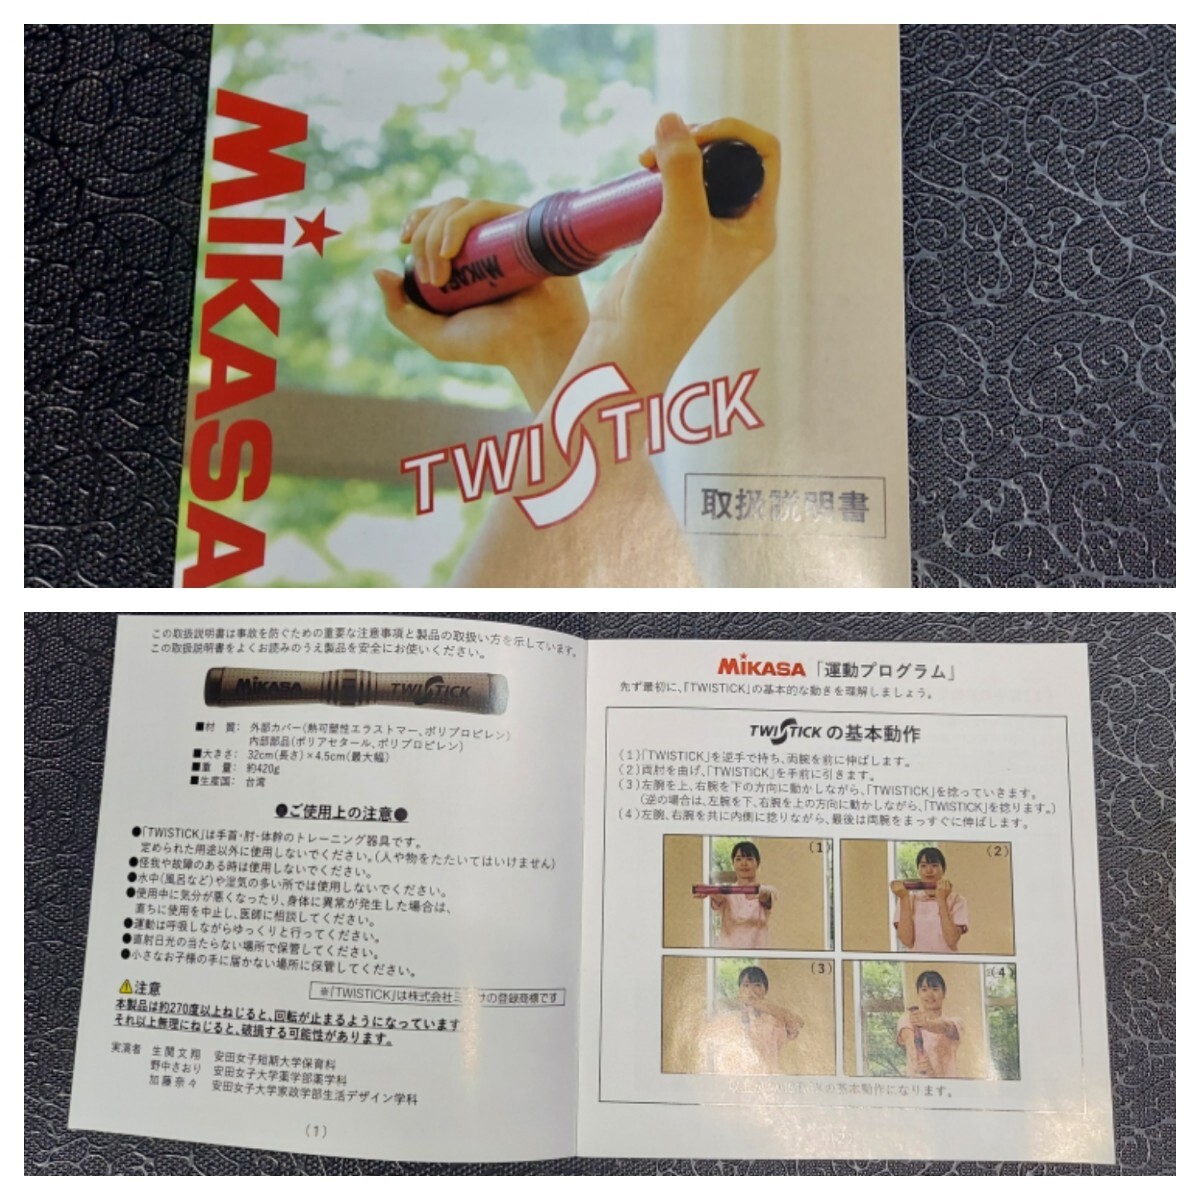 MiKASA
MiKASA
TWISTICK
取扱説明書
この取扱説明書は事故を防ぐための重要な注意事項と製品の取扱い方を示しています。
この取扱説明書をよくお読みのうえ製品を安全にお使いください。
MiKASA TWISTICK
■材　質：　外部カバー(熱可塑性エラストマー、ポリプロピレン)
内部部品(ポリアセタール、ポリプロピレン)
■大きさ：　32cm(長さ)×4.5cm(最大幅)
■重　量：　約420g
■生産国：　台湾
●ご使用上の注意●
●「TWISTICK」は手首・肘・体幹のトレーニング器具です。
定められた用途以外に使用しないでください。(人や物をたたいてはいけません)
●怪我や故障のある時は使用しないでください。
●水中(風呂など)や湿気の多い所では使用しないでください。
●使用中に気分が悪くなったり、身体に異常が発生した場合は、
直ちに使用を中止し、医師に相談してください。
●運動は呼吸しながらゆっくりと行ってください。
●直射日光の当たらない場所で保管してください。
●小さなお子様の手に届かない場所に保管してください。
⚠注意
※「TWISTICK」は株式会社ミカサの登録商標です
本製品は約270度以上ねじると、回転が止まるようになっています
それ以上無理にねじると、破損する可能性があります。
実演者　生関文翔　安田女子短期大学保育科
野中さおり　安田女子大学薬学部薬学科
加藤奈々　安田女子大学家政学部生活デザイン学科
(1)
MiKASA「運動プログラム」
先ず最初に、「TWISTICK」の基本的な動きを理解しましょう。
TWISTICKの基本動作
(1)「TWISTICK」を逆手で持ち、両腕を前に伸ばします。
(2)両肘を曲げ、「TWISTICK」を手前に引きます。
(3)左腕を上、右腕を下の方向に動かしながら、「TWISTICK」を捻っていきます。
(逆の場合は、左腕を下、右腕を上の方向に動かしながら、「TWISTICK」を捻ります。)
(4)左腕、右腕を共に内側に捻りながら、最後は両腕をまっすぐに伸ばします。
(1)
(2)
(3)
(4)
の基本動作になります。